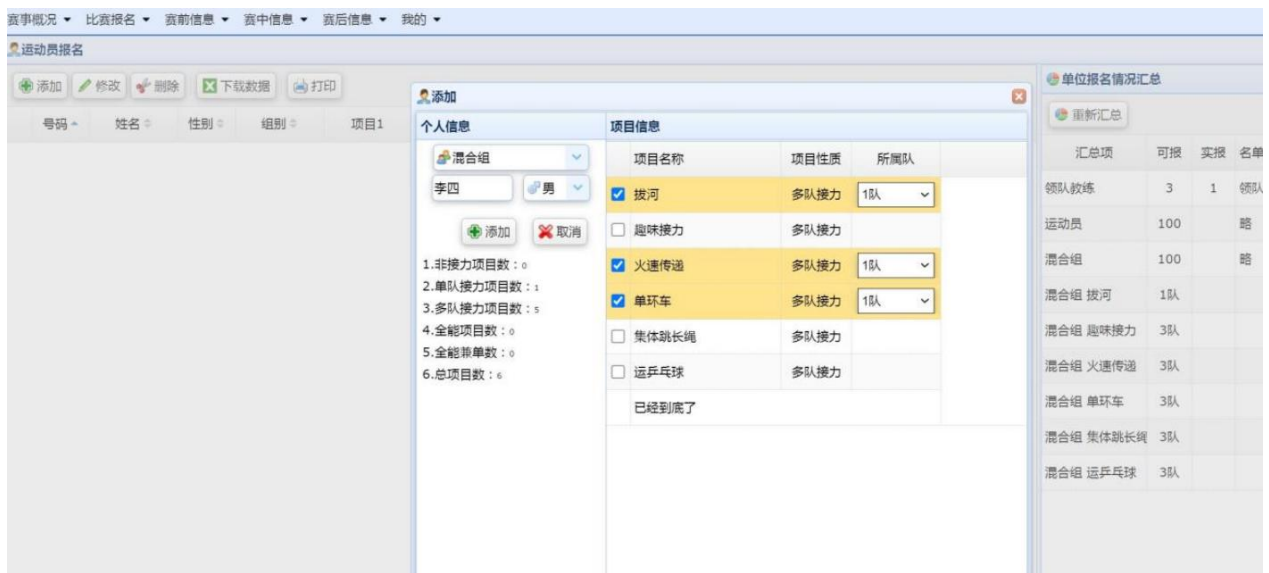 赛事概况 比赛报名 赛前信息 赛中信息 赛后信息 我的
运动员报名
添加 修改 删除 下载数据 打印
号码 姓名 性别 组别 项目1
添加
个人信息
混合组
李四 男
添加 取消
1.非接力项目数：0
2.单队接力项目数：1
3.多队接力项目数：5
4.全能项目数：0
5.全能兼单数：0
6.总项目数：6
项目信息
项目名称 项目性质 所属队
拔河 多队接力 1队
趣味接力 多队接力
火速传递 多队接力 1队
单环车 多队接力 1队
集体跳长绳 多队接力
运乒乓球 多队接力
已经到底了
单位报名情况汇总
重新汇总
汇总项 可报 实报 名单
领队教练 3 1 领队
运动员 100 略
混合组 100 略
混合组 拔河 1队
混合组 趣味接力 3队
混合组 火速传递 3队
混合组 单环车 3队
混合组 集体跳长绳 3队
混合组 运乒乓球 3队